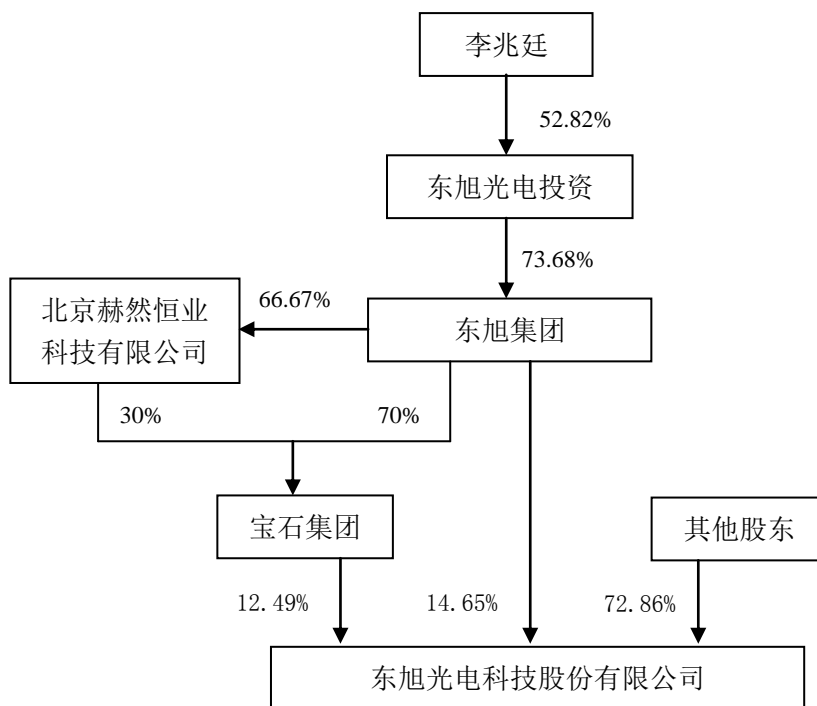 李兆廷
52.82%
东旭光电投资
73.68%
北京赫然恒业
科技有限公司
66.67%
东旭集团
30%
70%
宝石集团
其他股东
12.49%
14.65%
72.86%
东旭光电科技股份有限公司